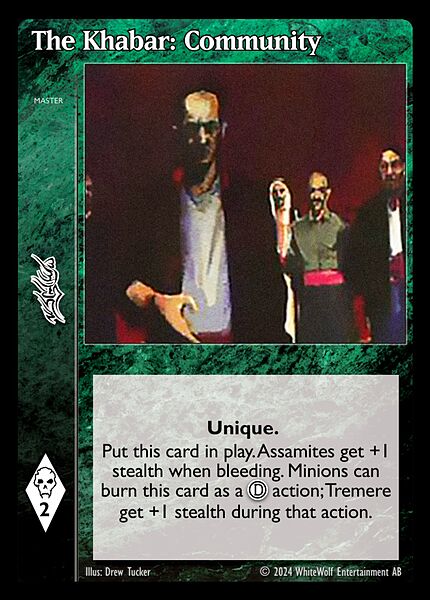 The Khabar: Community
MASTER
Unique.
Put this card in play. Assamites get +1
stealth when bleeding. Minions can
burn this card as a Ⓓ action; Tremere
get +1 stealth during that action.
2
Illus: Drew Tucker © 2024 WhiteWolf Entertainment AB